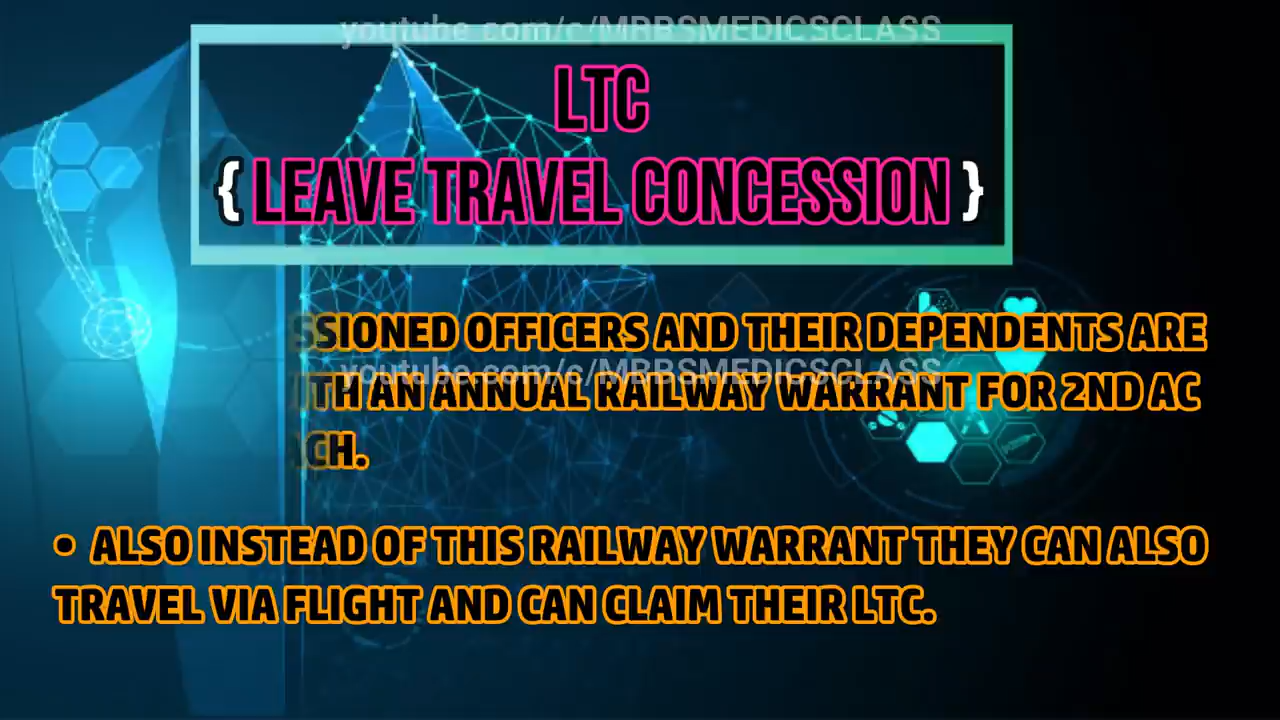 youtube.com/c/MBBSMEDICSCLASS
LTC
{ LEAVE TRAVEL CONCESSION }
SSIONED OFFICERS AND THEIR DEPENDENTS ARE
youtube.com/c/MBBSMEDICSCLASS
ITH AN ANNUAL RAILWAY WARRANT FOR 2ND AC
CH.
• ALSO INSTEAD OF THIS RAILWAY WARRANT THEY CAN ALSO
TRAVEL VIA FLIGHT AND CAN CLAIM THEIR LTC.